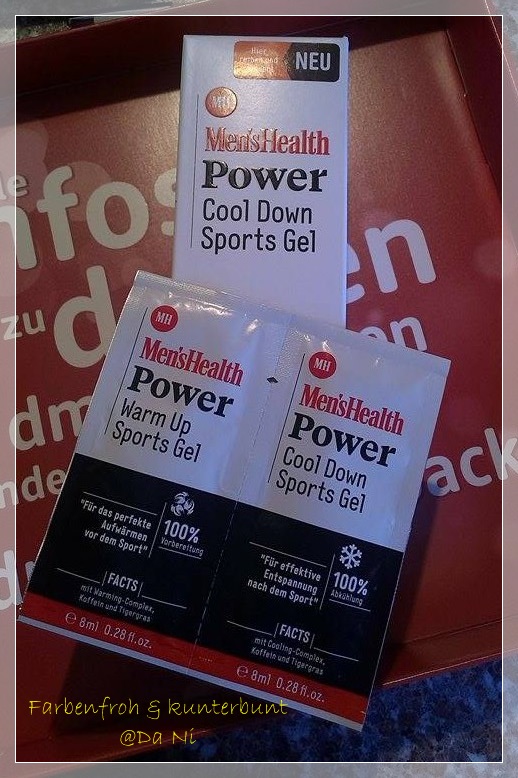 NEU
MH
Men'sHealth
Power
Cool Down
Sports Gel
nfos
zu
dm
MH
Men'sHealth
Power
Warm Up
Sports Gel
"Für das perfekte
Aufwärmen
vor dem Sport"
100%
Vorbereitung
FACTS
mit Warming-Complex,
Koffein und Tigergras
e 8ml 0.28 fl.oz.
MH
Men'sHealth
Power
Cool Down
Sports Gel
"Für effektive
Entspannung
nach dem Sport"
100%
Abkühlung
FACTS
mit Cooling-Complex,
Koffein und Tigergras
e 8ml 0.28 fl.oz.
Farbenfroh & kunterbunt
@Da Ni